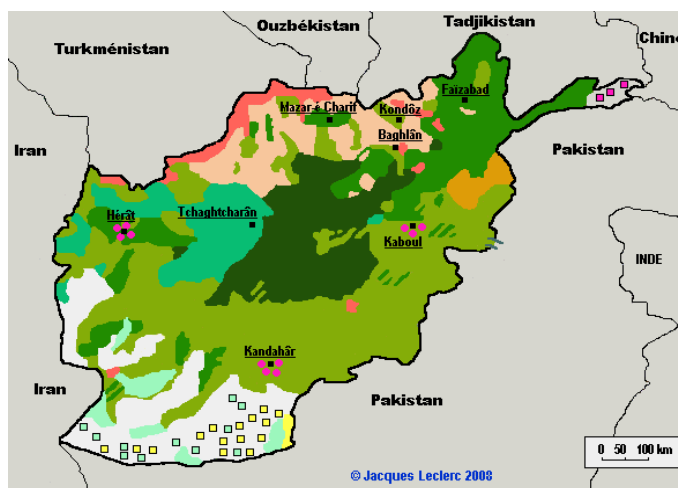 Ouzbékistan
Tadjikistan
Chine
Turkménistan
Mazar-é Charif
Kondôz
Faïzabad
Baghlân
Iran
Pakistan
Hérât
Tchaghtcharân
Kaboul
INDE
Kandahâr
Iran
Pakistan
0 50 100 km
© Jacques Leclerc 2008